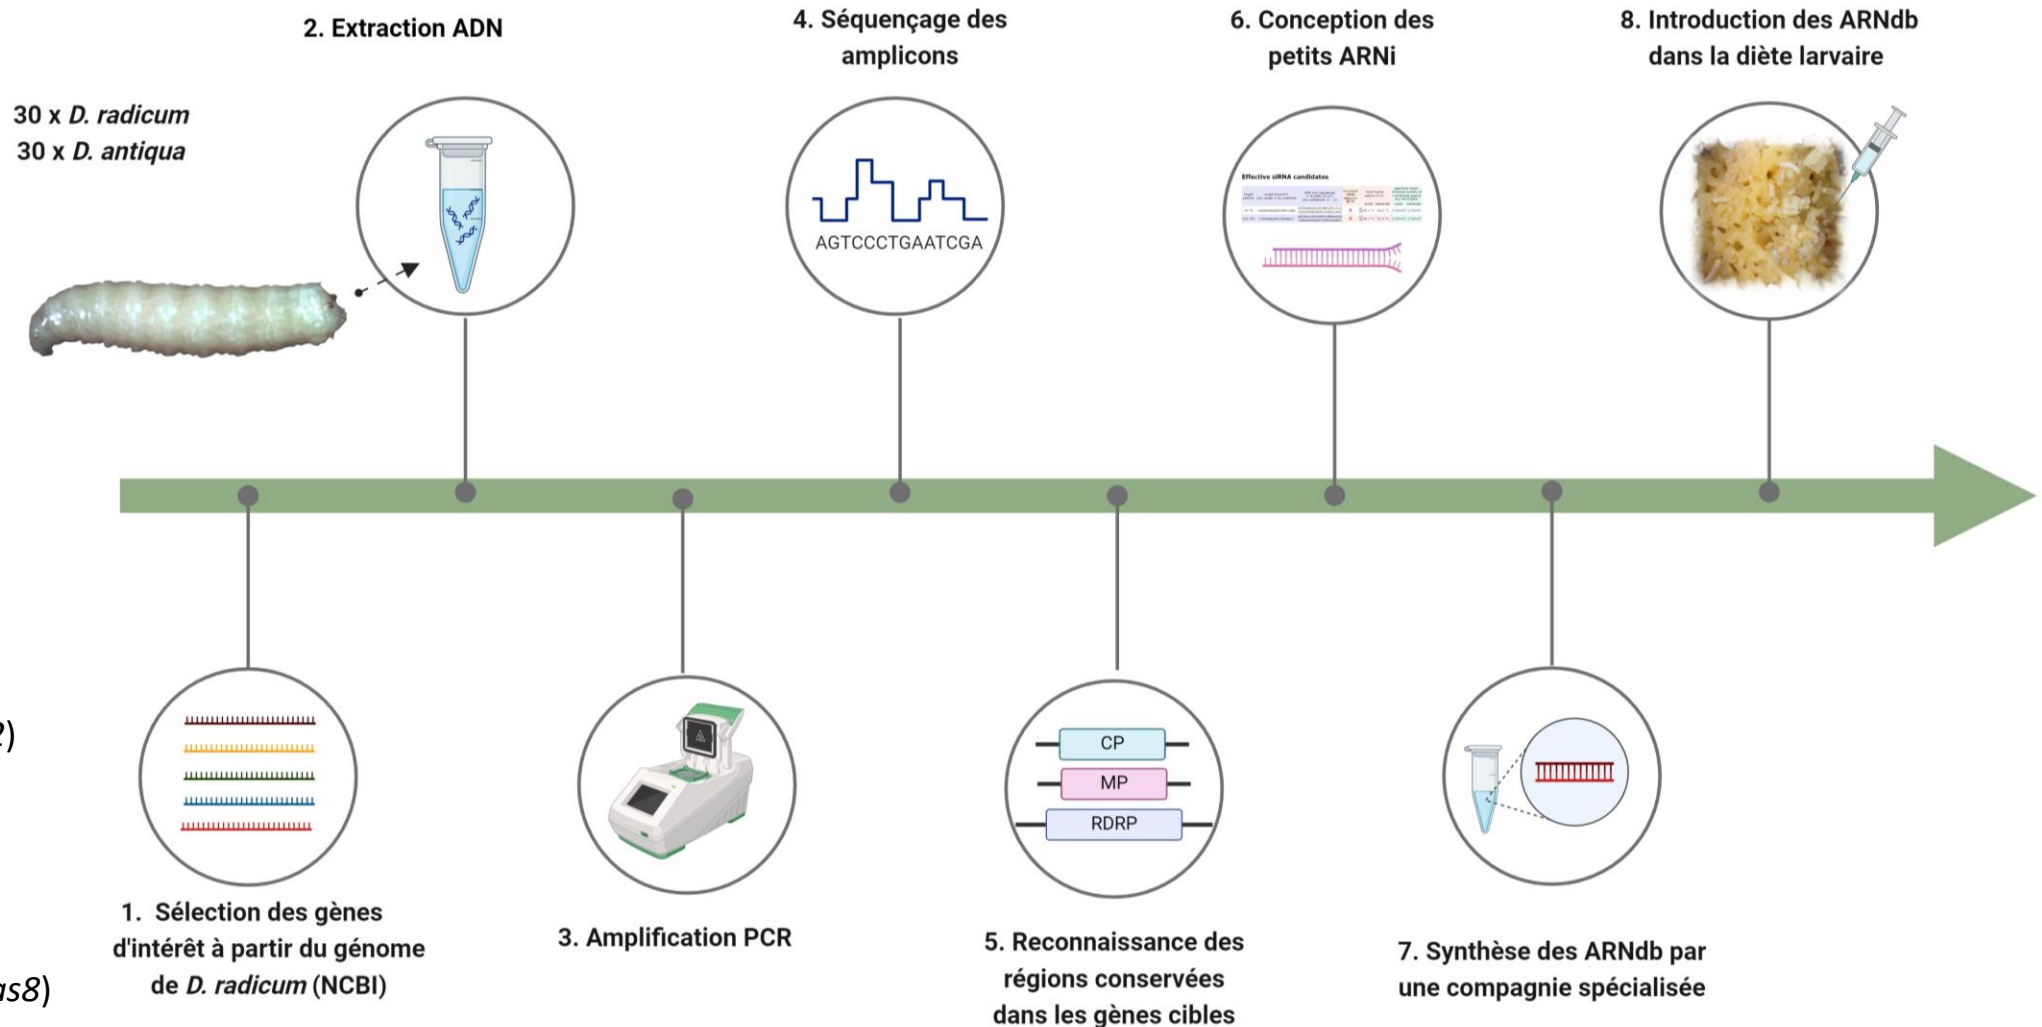 2. Extraction ADN
4. Séquençage des
amplicons
6. Conception des
petits ARNi
8. Introduction des ARNdb
dans la diète larvaire
30 x D. radicum
30 x D. antiqua
AGTCCCTGAATCGA
Effective siRNA candidates
2)
CP
MP
RDRP
1. Sélection des gènes
d'intérêt à partir du génome
de D. radicum (NCBI)
3. Amplification PCR
5. Reconnaissance des
régions conservées
dans les gènes cibles
7. Synthèse des ARNdb par
une compagnie spécialisée
as8)